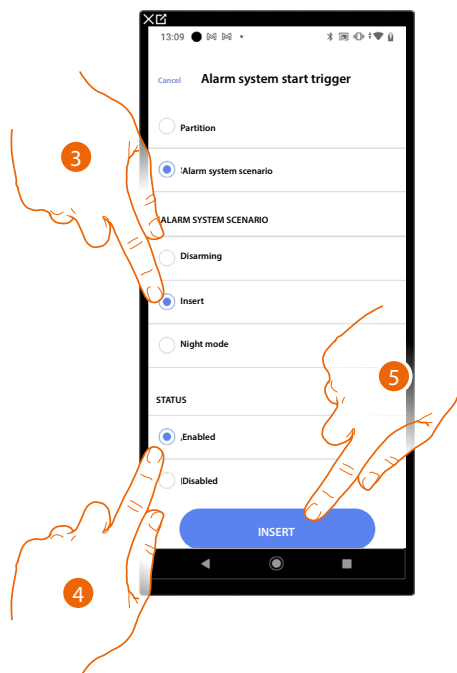 13:09
Cancel Alarm system start trigger
Partition
'Alarm system scenario
ALARM SYSTEM SCENARIO
Disarming
Insert
Night mode
STATUS
,Enabled
Disabled
INSERT
3
5
4